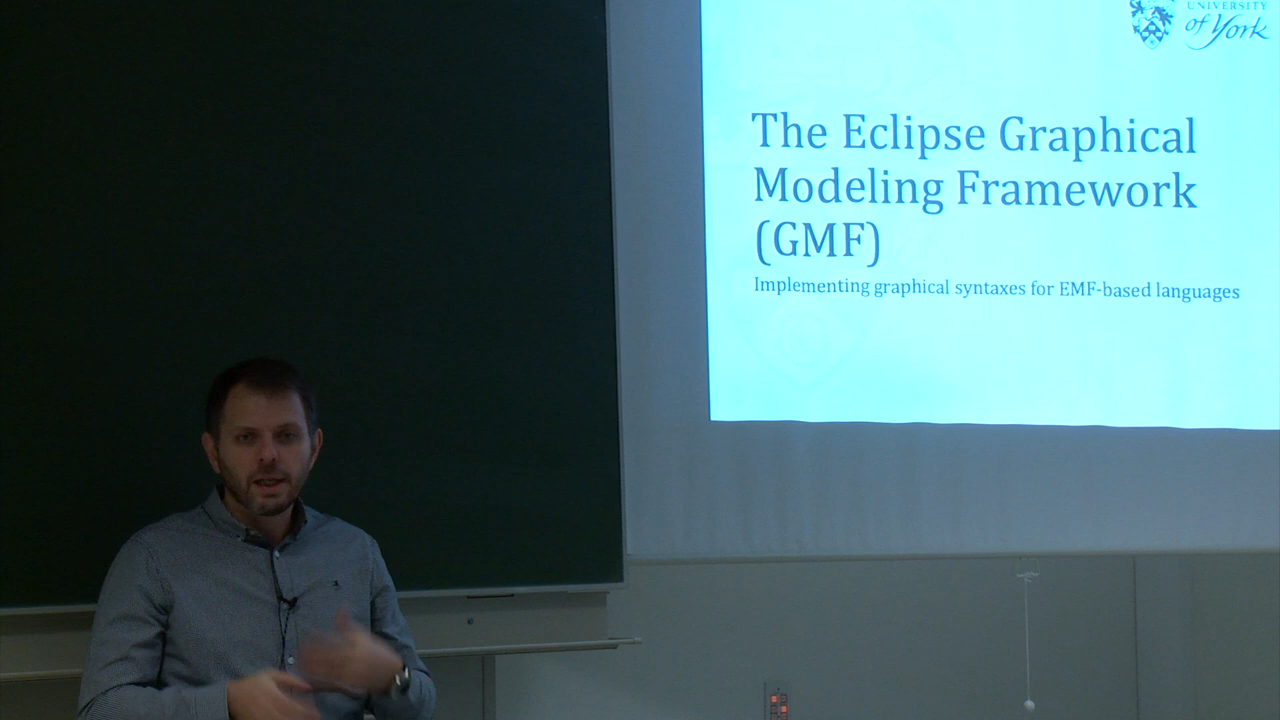 UNIVERSITY
of York
The Eclipse Graphical
Modeling Framework
(GMF)
Implementing graphical syntaxes for EMF-based languages